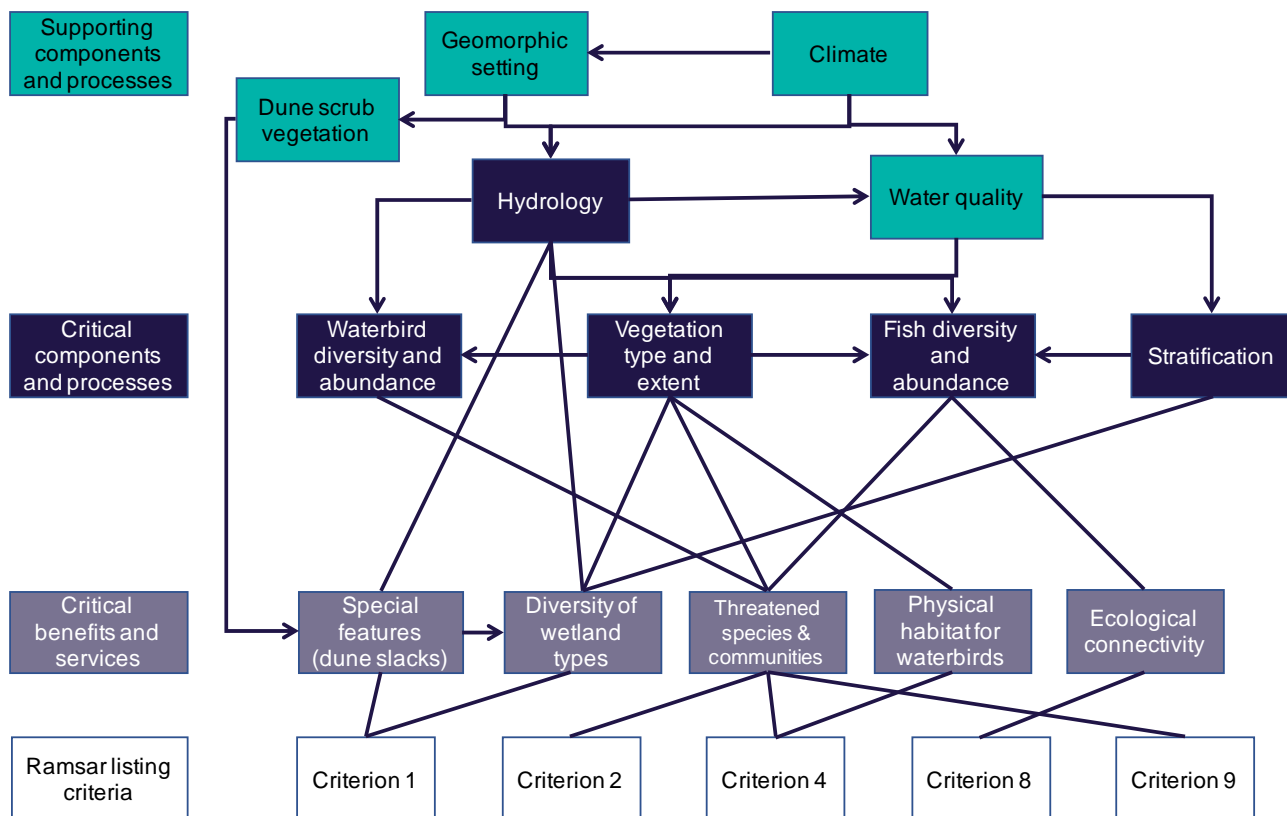 Supporting
components
and processes
Geomorphic
setting
Climate
Dune scrub
vegetation
Hydrology
Water quality
Critical
components
and processes
Waterbird
diversity and
abundance
Vegetation
type and
extent
Fish diversity
and
abundance
Stratification
Critical
benefits and
services
Special
features
(dune slacks)
Diversity of
wetland
types
Threatened
species &
communities
Physical
habitat for
waterbirds
Ecological
connectivity
Ramsar listing
criteria
Criterion 1
Criterion 2
Criterion 4
Criterion 8
Criterion 9